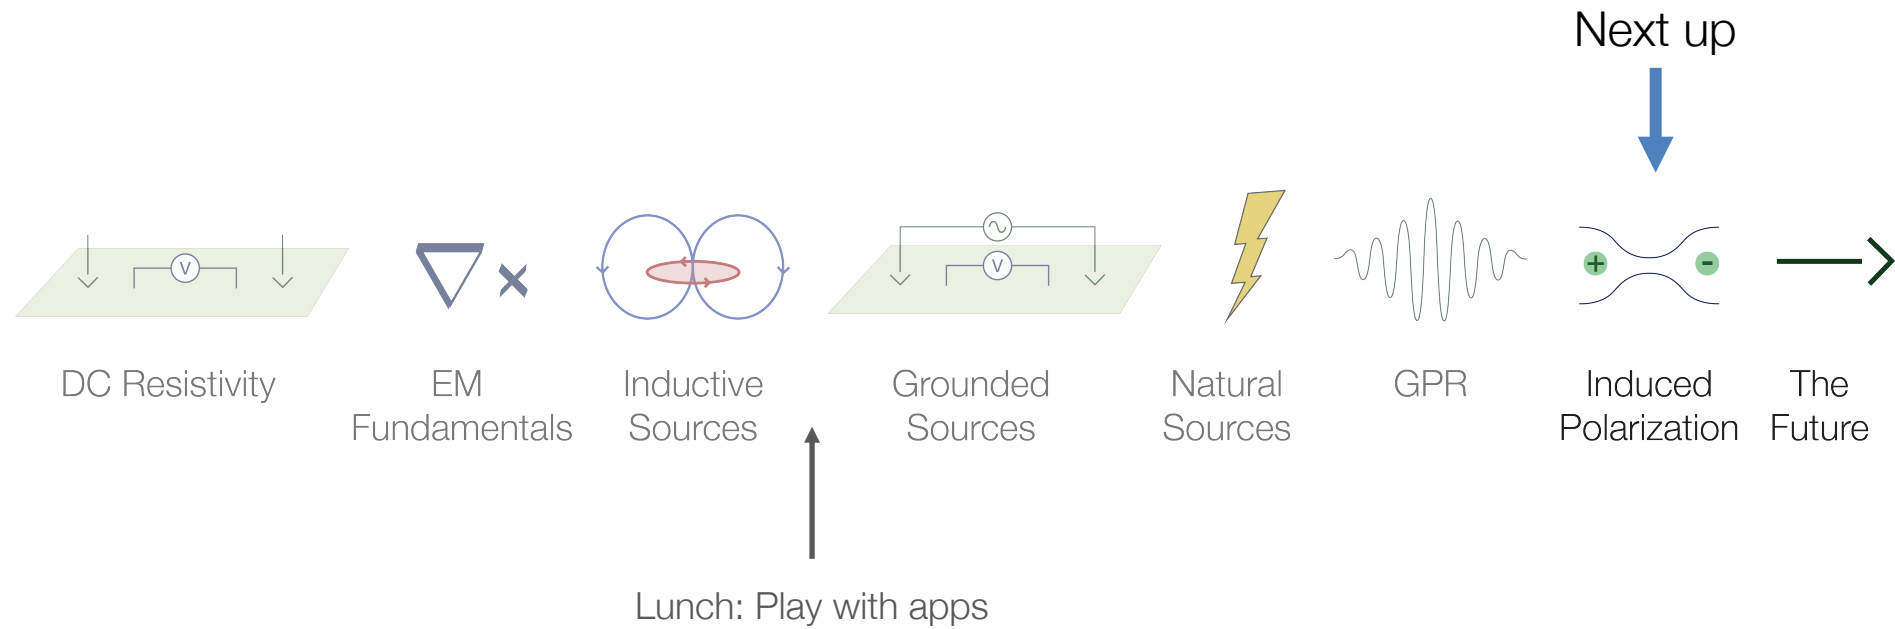 Next up
V
V
+
-
DC Resistivity
EM
Fundamentals
Inductive
Sources
Grounded
Sources
Natural
Sources
GPR
Induced
Polarization
The
Future
Lunch: Play with apps